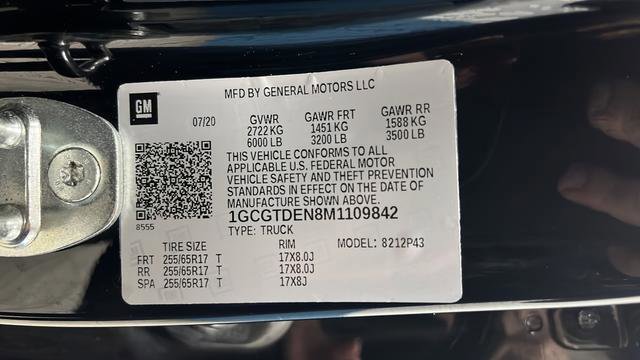 MFD BY GENERAL MOTORS LLC
GM
07/20 GVWR GAWR FRT GAWR RR
2722 KG 1451 KG 1588 KG
6000 LB 3200 LB 3500 LB
THIS VEHICLE CONFORMS TO ALL
APPLICABLE U.S. FEDERAL MOTOR
VEHICLE SAFETY AND THEFT PREVENTION
STANDARDS IN EFFECT ON THE DATE OF
MANUFACTURE SHOWN ABOVE.
1GCGTDEN8M1109842
8555 TYPE: TRUCK
TIRE SIZE RIM MODEL: 8212P43
FRT 255/65R17 T 17X8.0J
RR 255/65R17 T 17X8.0J
SPA 255/65R17 T 17X8J